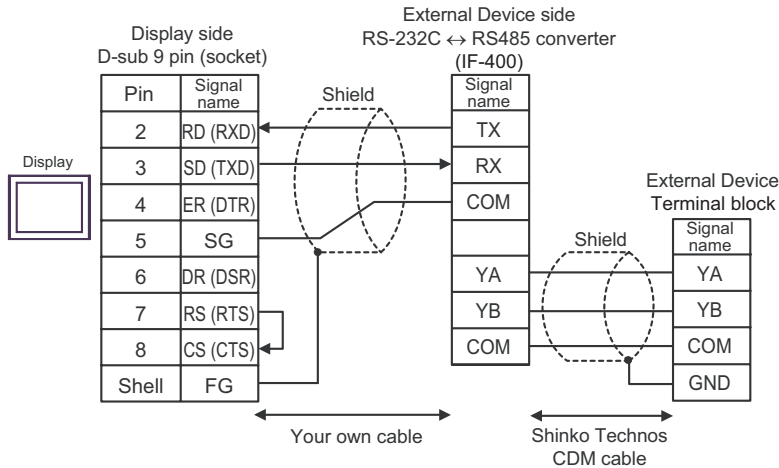 Display side
D-sub 9 pin (socket)
External Device side
RS-232C ↔ RS485 converter
(IF-400)
Pin
Signal
name
Shield
Signal
name
2
RD (RXD)
TX
Display
3
SD (TXD)
RX
External Device
Terminal block
4
ER (DTR)
COM
Signal
name
5
SG
Shield
6
DR (DSR)
YA
YA
7
RS (RTS)
YB
YB
8
CS (CTS)
COM
COM
Shell
FG
GND
Your own cable
Shinko Technos
CDM cable